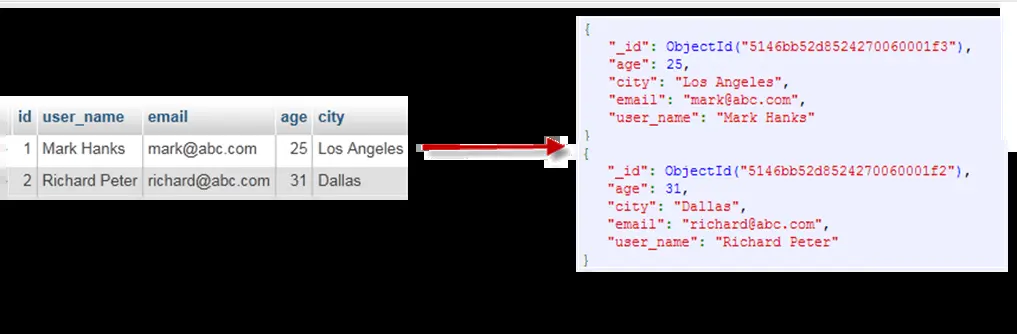 id user_name email age city
1 Mark Hanks mark@abc.com 25 Los Angeles
2 Richard Peter richard@abc.com 31 Dallas
{
"_id": ObjectId("5146bb52d8524270060001f3"),
"age": 25,
"city": "Los Angeles",
"email": "mark@abc.com",
"user_name": "Mark Hanks"
}
{
"_id": ObjectId("5146bb52d8524270060001f2"),
"age": 31,
"city": "Dallas",
"email": "richard@abc.com",
"user_name": "Richard Peter"
}